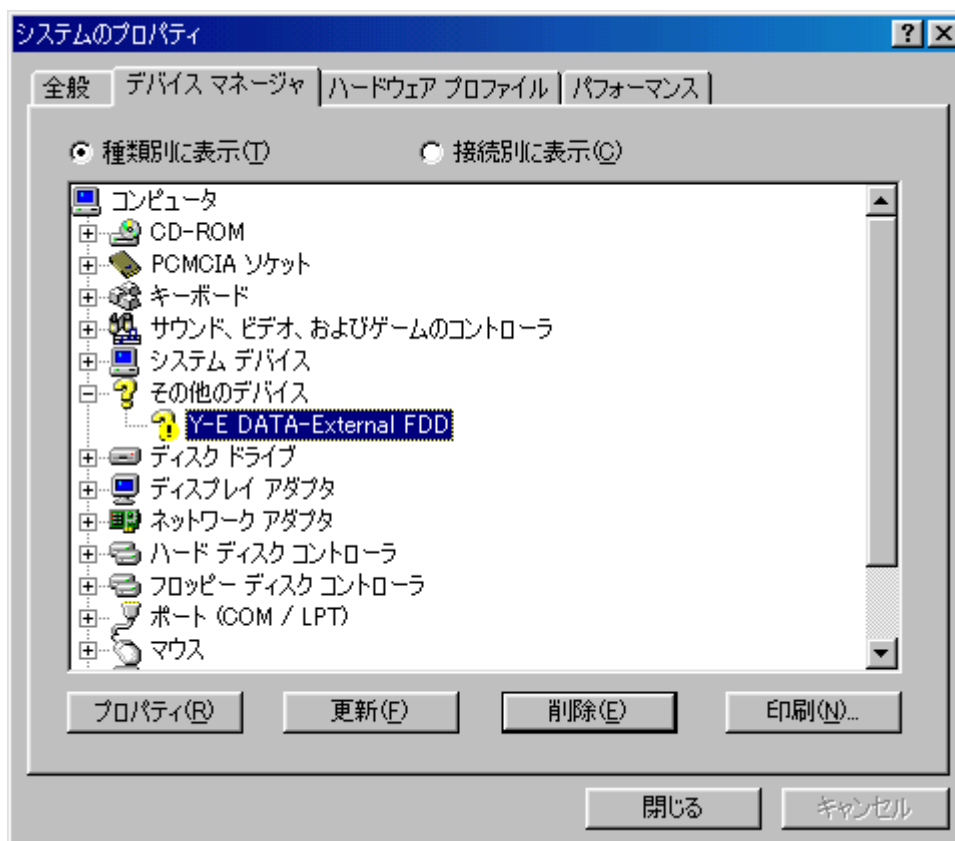 システムのプロパティ
全般 デバイス マネージャ ハードウェア プロファイル パフォーマンス
種類別に表示(T) 接続別に表示(C)
コンピュータ
CD-ROM
PCMCIA ソケット
キーボード
サウンド、ビデオ、およびゲームのコントローラ
システム デバイス
その他のデバイス
Y-E DATA-External FDD
ディスク ドライブ
ディスプレイ アダプタ
ネットワーク アダプタ
ハード ディスク コントローラ
フロッピー ディスク コントローラ
ポート (COM / LPT)
マウス
プロパティ(R) 更新(F) 削除(E) 印刷(N)...
閉じる キャンセル